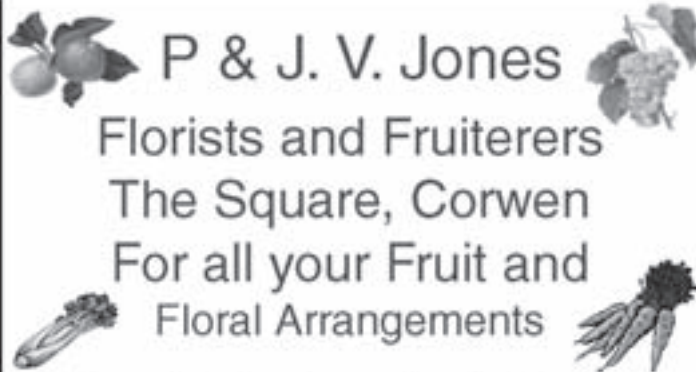 P & J. V. Jones
Florists and Fruiterers
The Square, Corwen
For all your Fruit and
Floral Arrangements